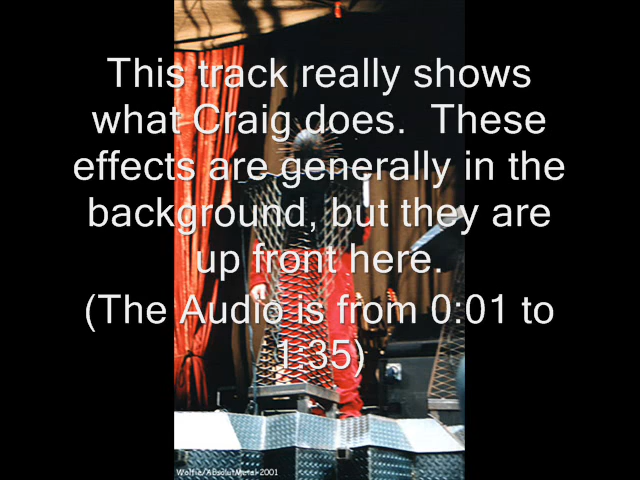 This track really shows
what Craig does.  These
effects are generally in the
background, but they are
up front here.
(The Audio is from 0:01 to
1:35)
Wolfie/AbsolutMetal-2001